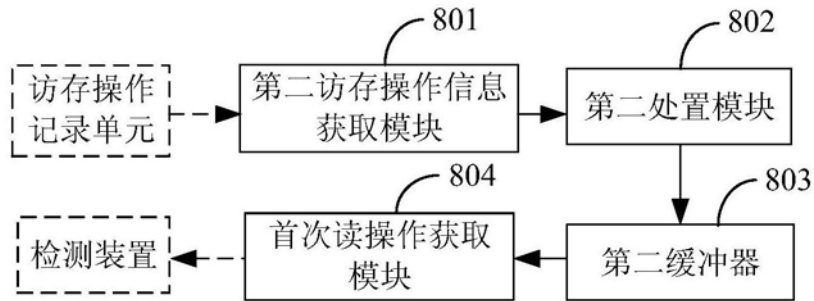 801
802
访存操作
记录单元
第二访存操作信息
获取模块
第二处置模块
804
803
检测装置
首次读操作获取
模块
第二缓冲器